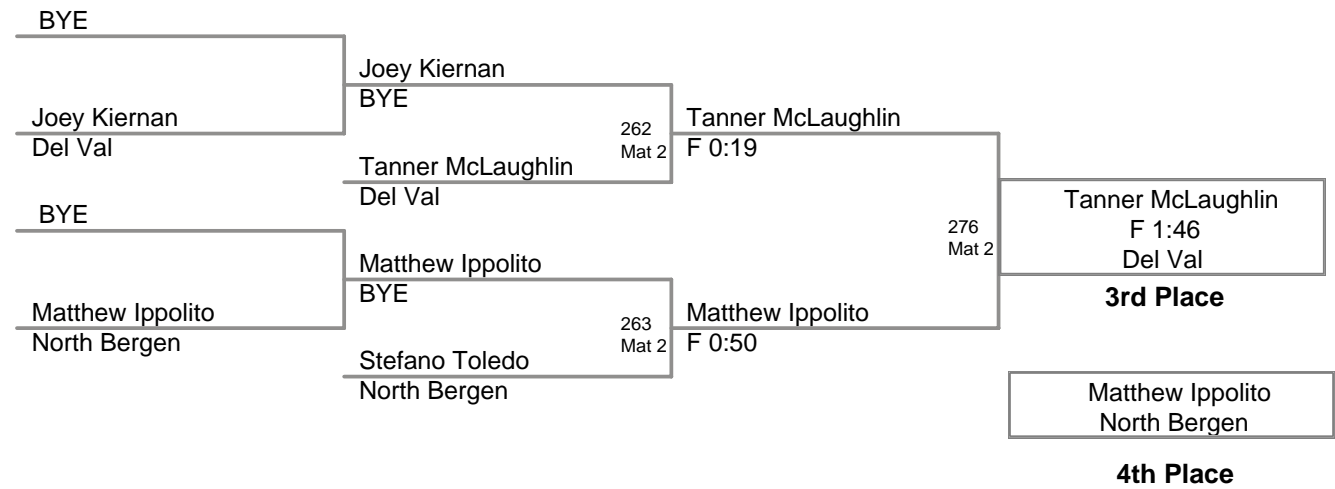 BYE
Joey Kiernan
BYE
Joey Kiernan
Del Val
262
Mat 2
Tanner McLaughlin
F 0:19
Tanner McLaughlin
Del Val
BYE
Tanner McLaughlin
F 1:46
Del Val
276
Mat 2
3rd Place
Matthew Ippolito
BYE
Matthew Ippolito
North Bergen
263
Mat 2
Matthew Ippolito
F 0:50
Stefano Toledo
North Bergen
Matthew Ippolito
North Bergen
4th Place